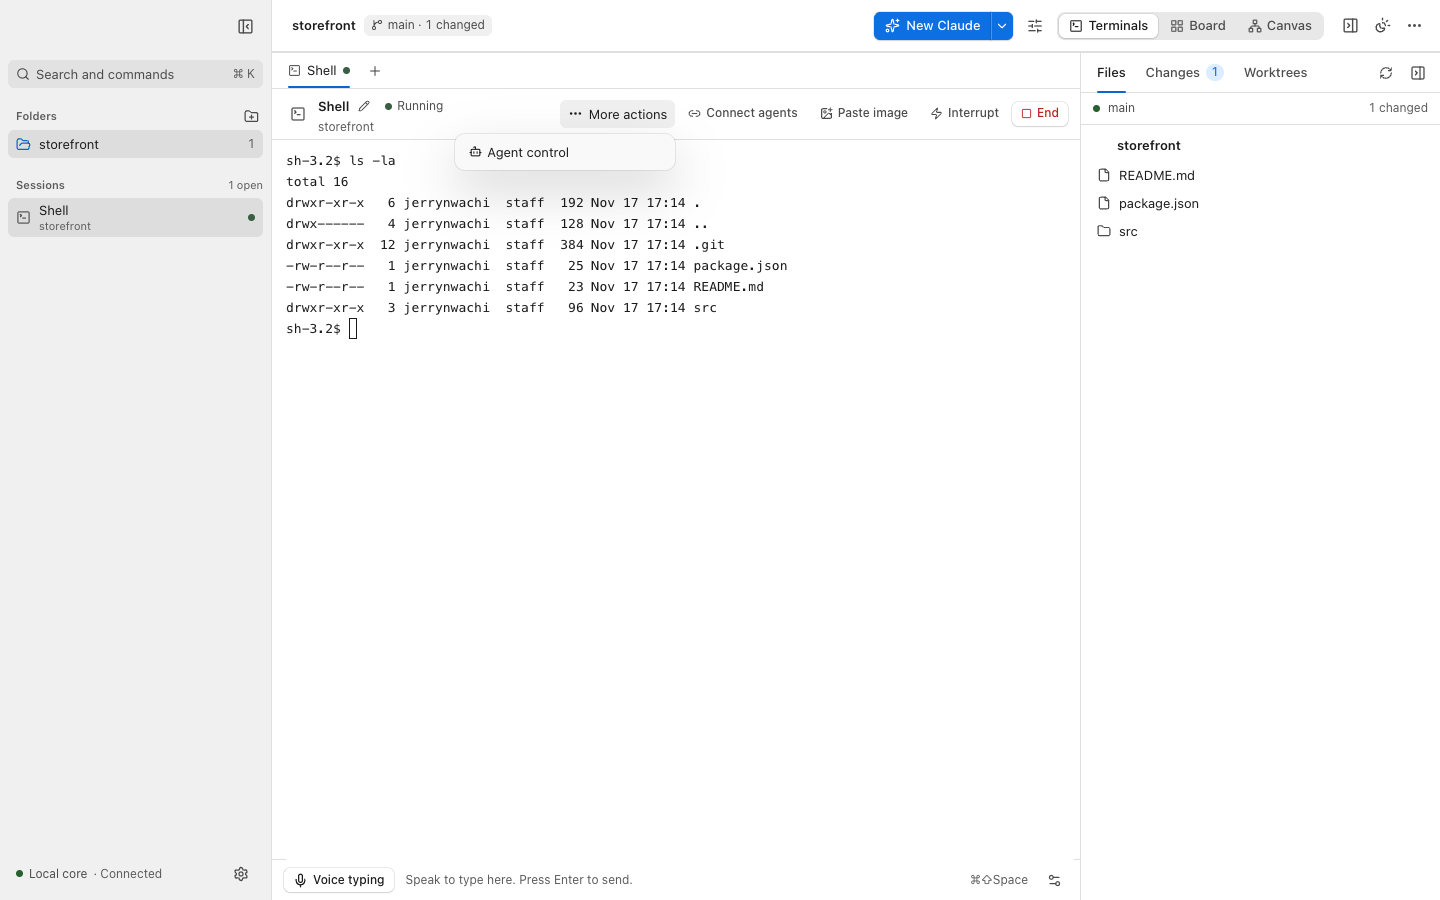 storefront
main · 1 changed
New Claude
Terminals
Board
Canvas
Search and commands
⌘ K
Folders
storefront
1
Sessions
1 open
Shell
storefront
Local core · Connected
Shell
Shell
Running
storefront
More actions
Connect agents
Paste image
Interrupt
End
Agent control
sh-3.2$ ls -la
total 16
drwxr-xr-x   6 jerrynwachi  staff  192 Nov 17 17:14 .
drwx------   4 jerrynwachi  staff  128 Nov 17 17:14 ..
drwxr-xr-x  12 jerrynwachi  staff  384 Nov 17 17:14 .git
-rw-r--r--   1 jerrynwachi  staff   25 Nov 17 17:14 package.json
-rw-r--r--   1 jerrynwachi  staff   23 Nov 17 17:14 README.md
drwxr-xr-x   3 jerrynwachi  staff   96 Nov 17 17:14 src
sh-3.2$
Voice typing
Speak to type here. Press Enter to send.
⌘⇧Space
Files
Changes 1
Worktrees
main
1 changed
storefront
README.md
package.json
src